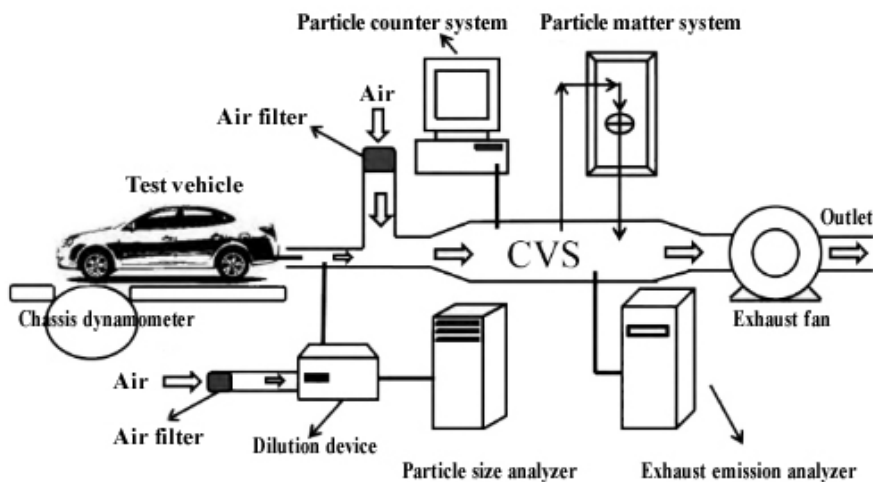 Particle counter system
Particle matter system
Air
Air filter
Test vehicle
Outlet
CVS
Chassis dynamometer
Exhaust fan
Air
Air filter
Dilution device
Particle size analyzer
Exhaust emission analyzer